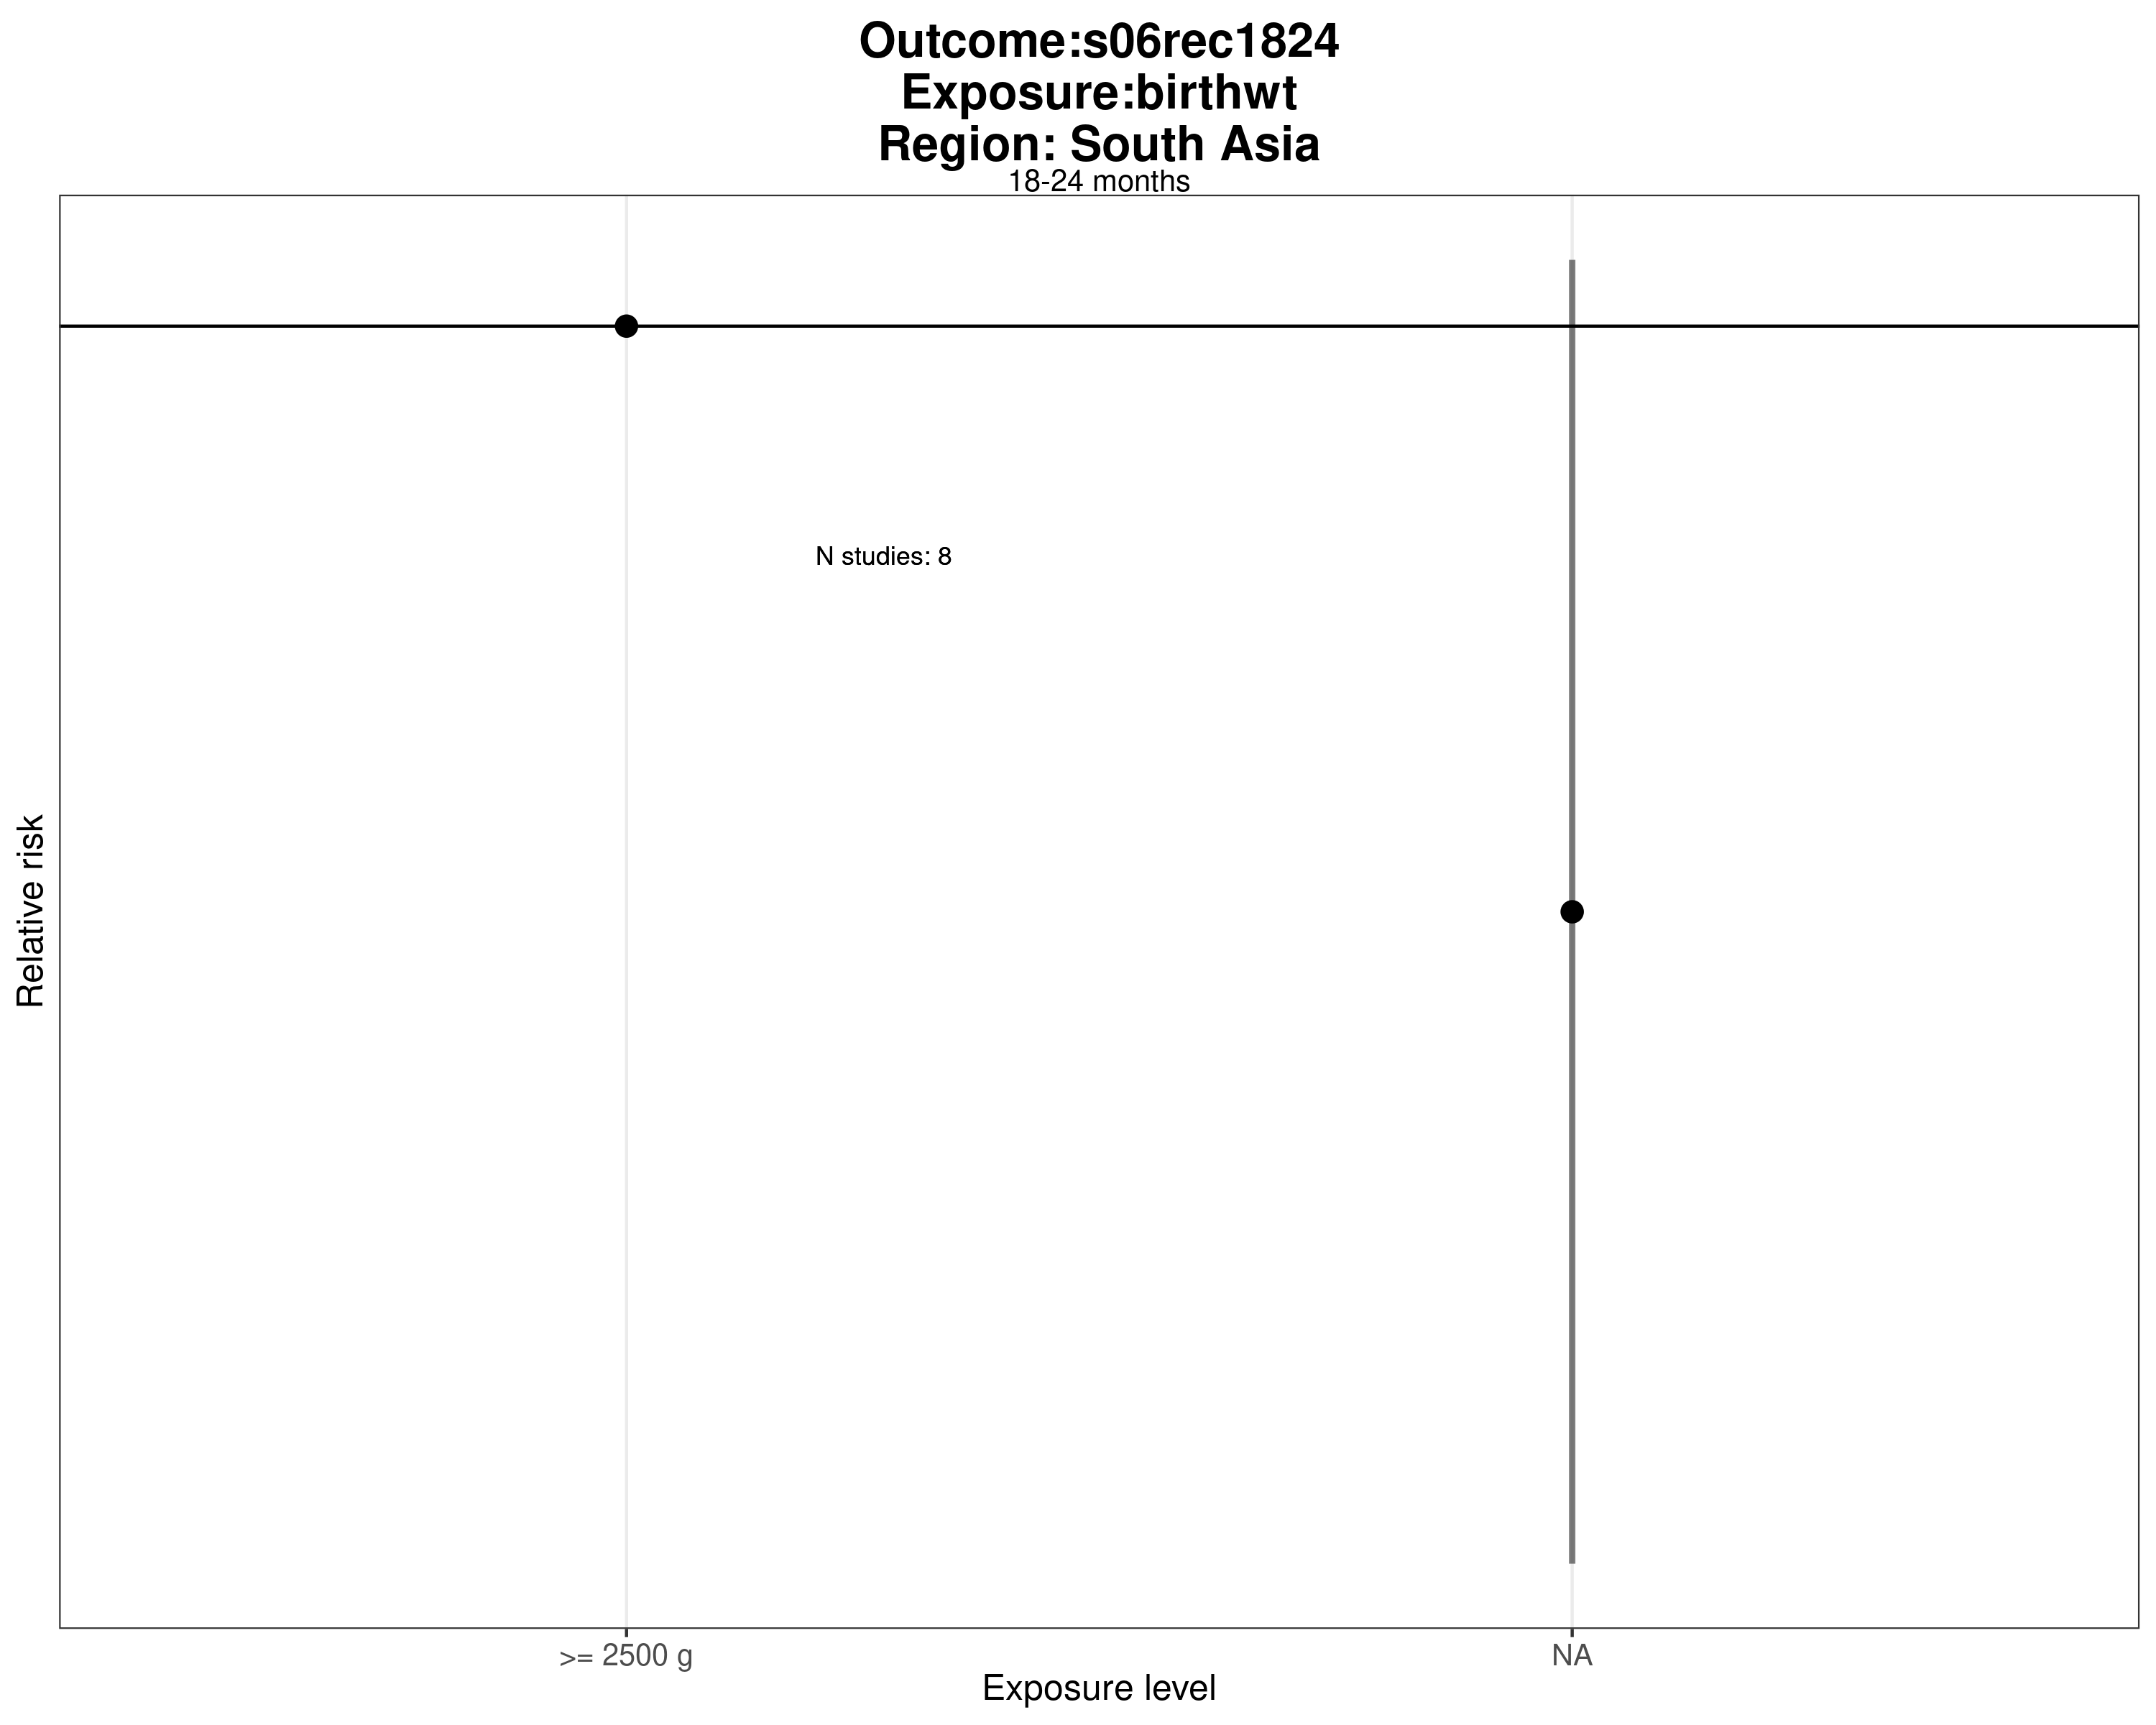 Outcome:s06rec1824
Exposure:birthwt
Region: South Asia
18-24 months
N studies: 8
Relative risk
>= 2500 g
NA
Exposure level